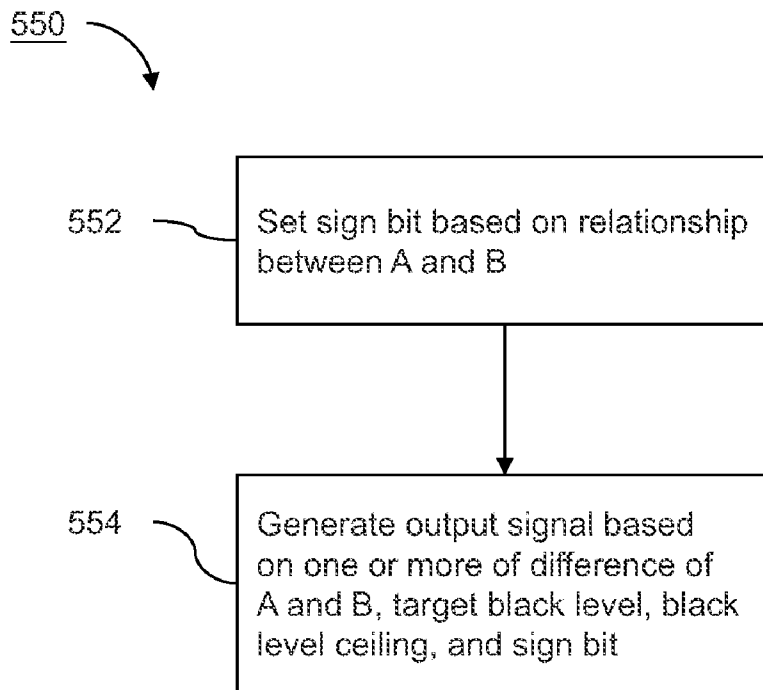 550
552
Set sign bit based on relationship
between A and B
554
Generate output signal based
on one or more of difference of
A and B, target black level, black
level ceiling, and sign bit